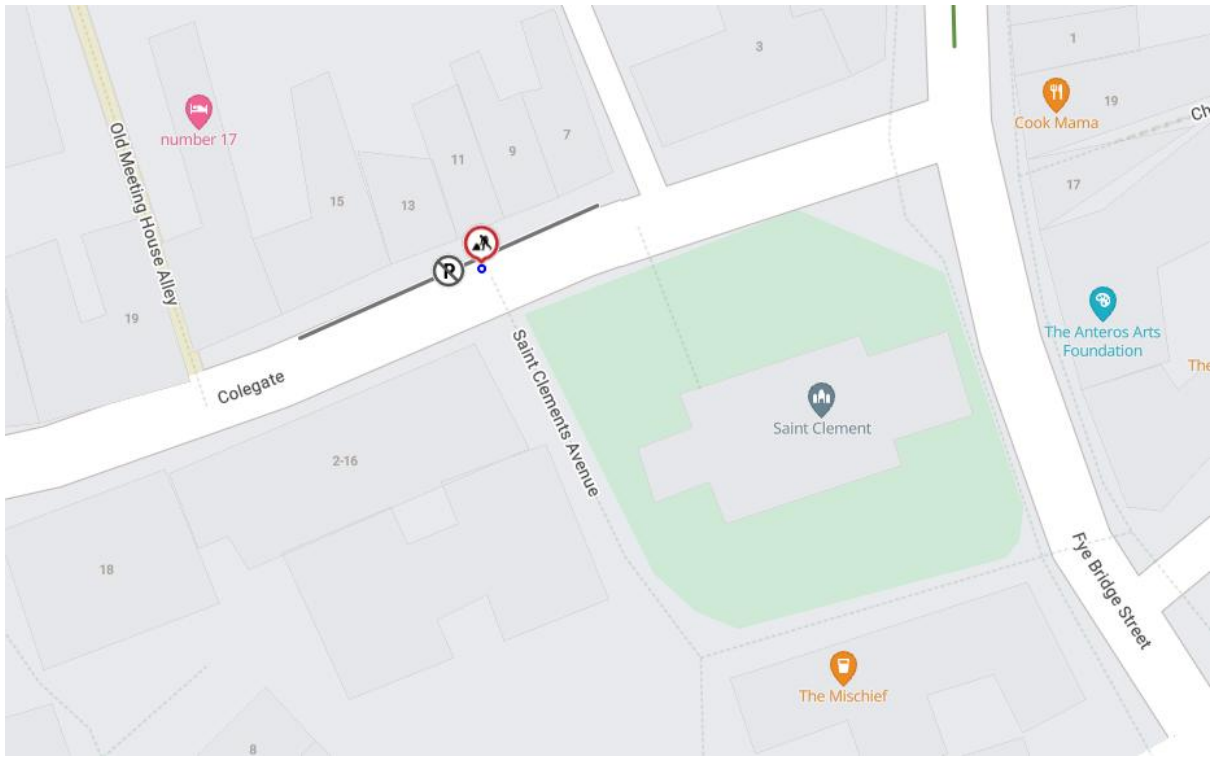 3
1
19
Cook Mama
Ch
number 17
Old Meeting House Alley
7
9
11
13
15
17
P
19
Colegate
Saint Clements Avenue
The Anteros Arts
Foundation
The
Saint Clement
2-16
18
Fye Bridge Street
The Mischief
8